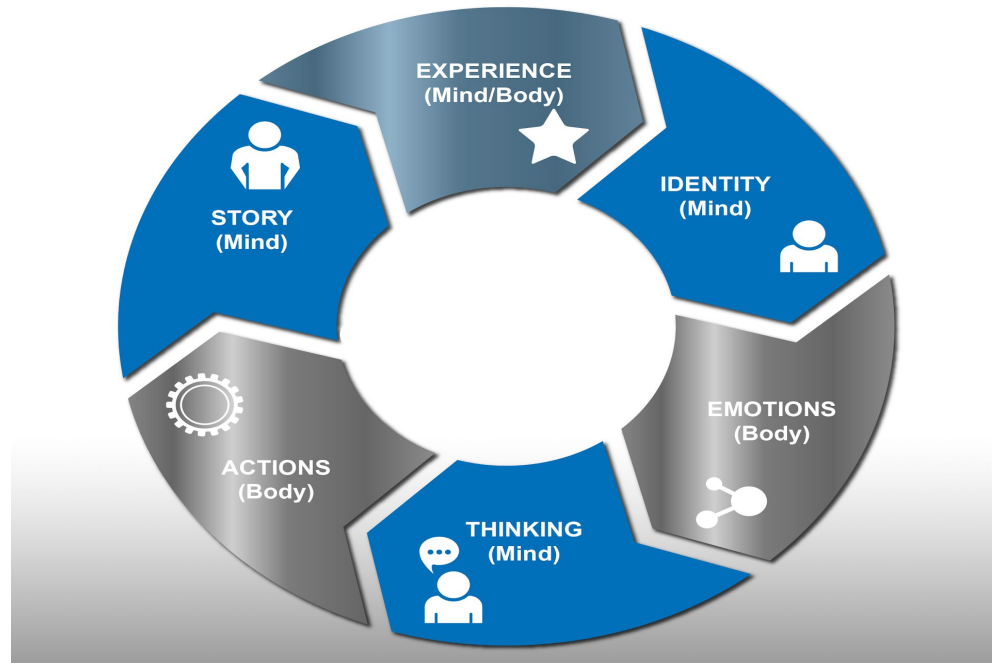 EXPERIENCE
(Mind/Body)
IDENTITY
(Mind)
EMOTIONS
(Body)
THINKING
(Mind)
ACTIONS
(Body)
STORY
(Mind)